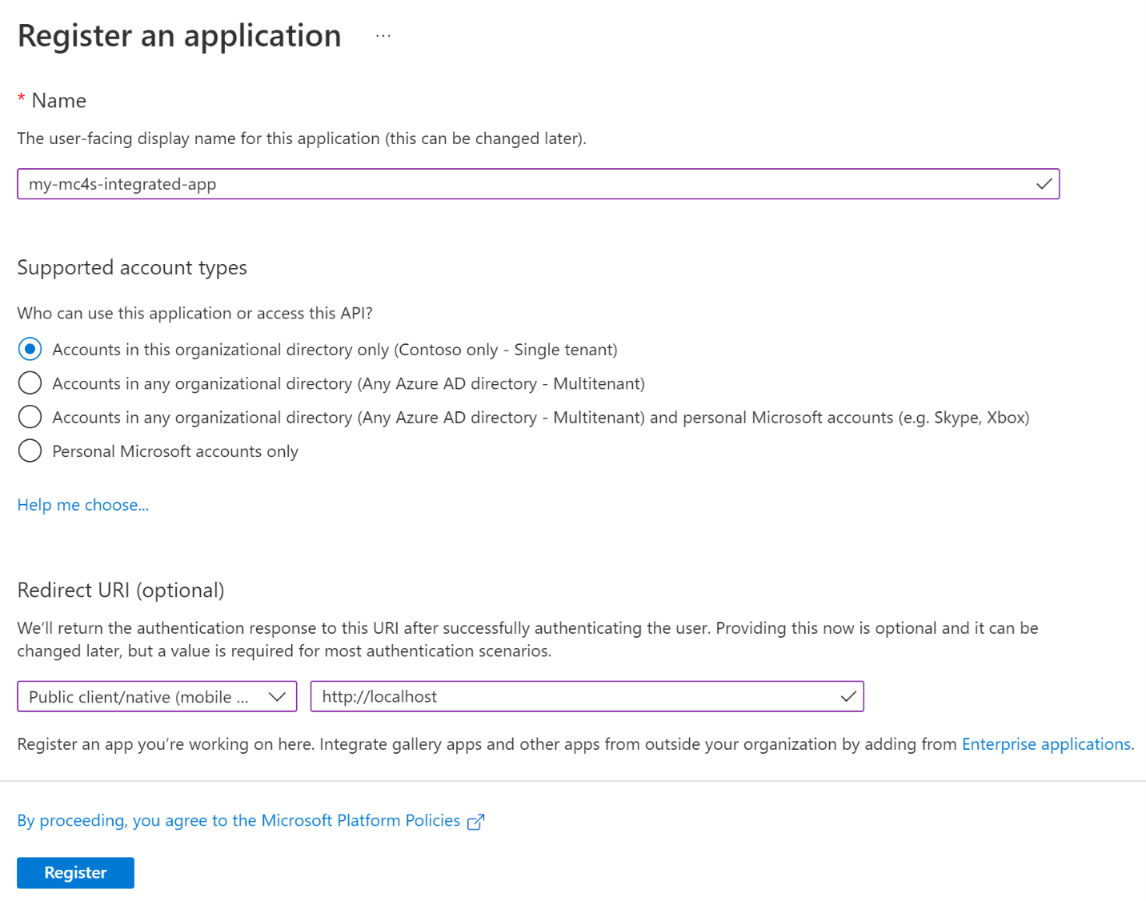 Register an application ...
* Name
The user-facing display name for this application (this can be changed later).
my-mc4s-integrated-app
Supported account types
Who can use this application or access this API?
Accounts in this organizational directory only (Contoso only - Single tenant)
Accounts in any organizational directory (Any Azure AD directory - Multitenant)
Accounts in any organizational directory (Any Azure AD directory - Multitenant) and personal Microsoft accounts (e.g. Skype, Xbox)
Personal Microsoft accounts only
Help me choose...
Redirect URI (optional)
We'll return the authentication response to this URI after successfully authenticating the user. Providing this now is optional and it can be
changed later, but a value is required for most authentication scenarios.
Public client/native (mobile ... http://localhost
Register an app you're working on here. Integrate gallery apps and other apps from outside your organization by adding from Enterprise applications.
By proceeding, you agree to the Microsoft Platform Policies
Register